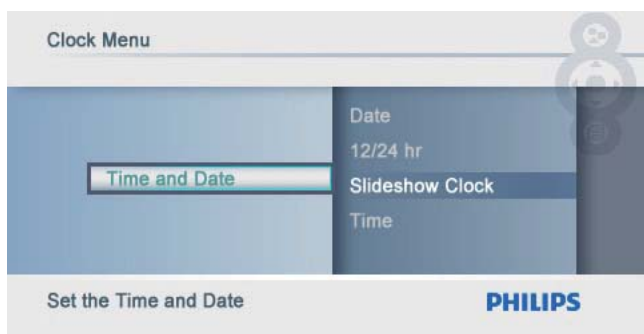 Clock Menu
Date
12/24 hr
Time and Date
Slideshow Clock
Time
Set the Time and Date
PHILIPS